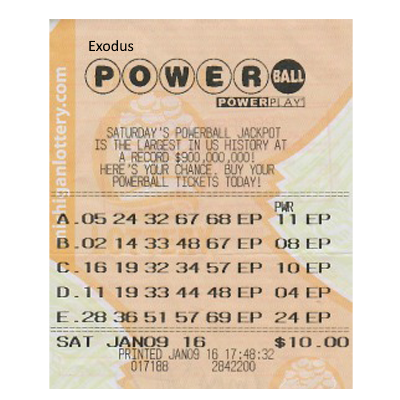 Exodus
POWER BALL
POWERPLAY
michiganlottery.com
SATURDAY'S POWERBALL JACKPOT
IS THE LARGEST IN US HISTORY AT
A RECORD $900,000,000!
HERE'S YOUR CHANCE, BUY YOUR
POWERBALL TICKETS TODAY!
PWR
A.05 24 32 67 68 EP 11 EP
B.02 14 33 48 67 EP 08 EP
C.16 19 32 34 57 EP 10 EP
D.11 19 33 44 48 EP 04 EP
E.28 36 51 57 69 EP 24 EP
SAT JAN09 16 $10.00
PRINTED JAN09 16 17:48:32
017188 2842200